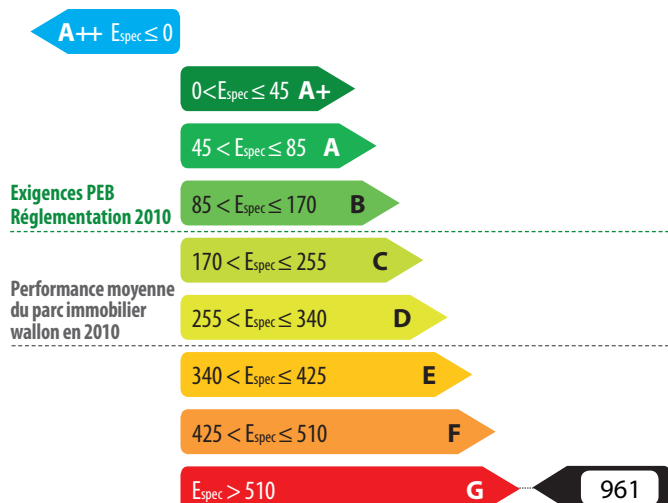 A++ Espec ≤ 0
0<Espec ≤ 45 A+
45 < Espec ≤ 85 A
Exigences PEB
Réglementation 2010
85 < Espec ≤ 170 B
170 < Espec ≤ 255 C
Performance moyenne
du parc immobilier
wallon en 2010
255 < Espec ≤ 340 D
340 < Espec ≤ 425 E
425 < Espec ≤ 510 F
Espec > 510 G
961